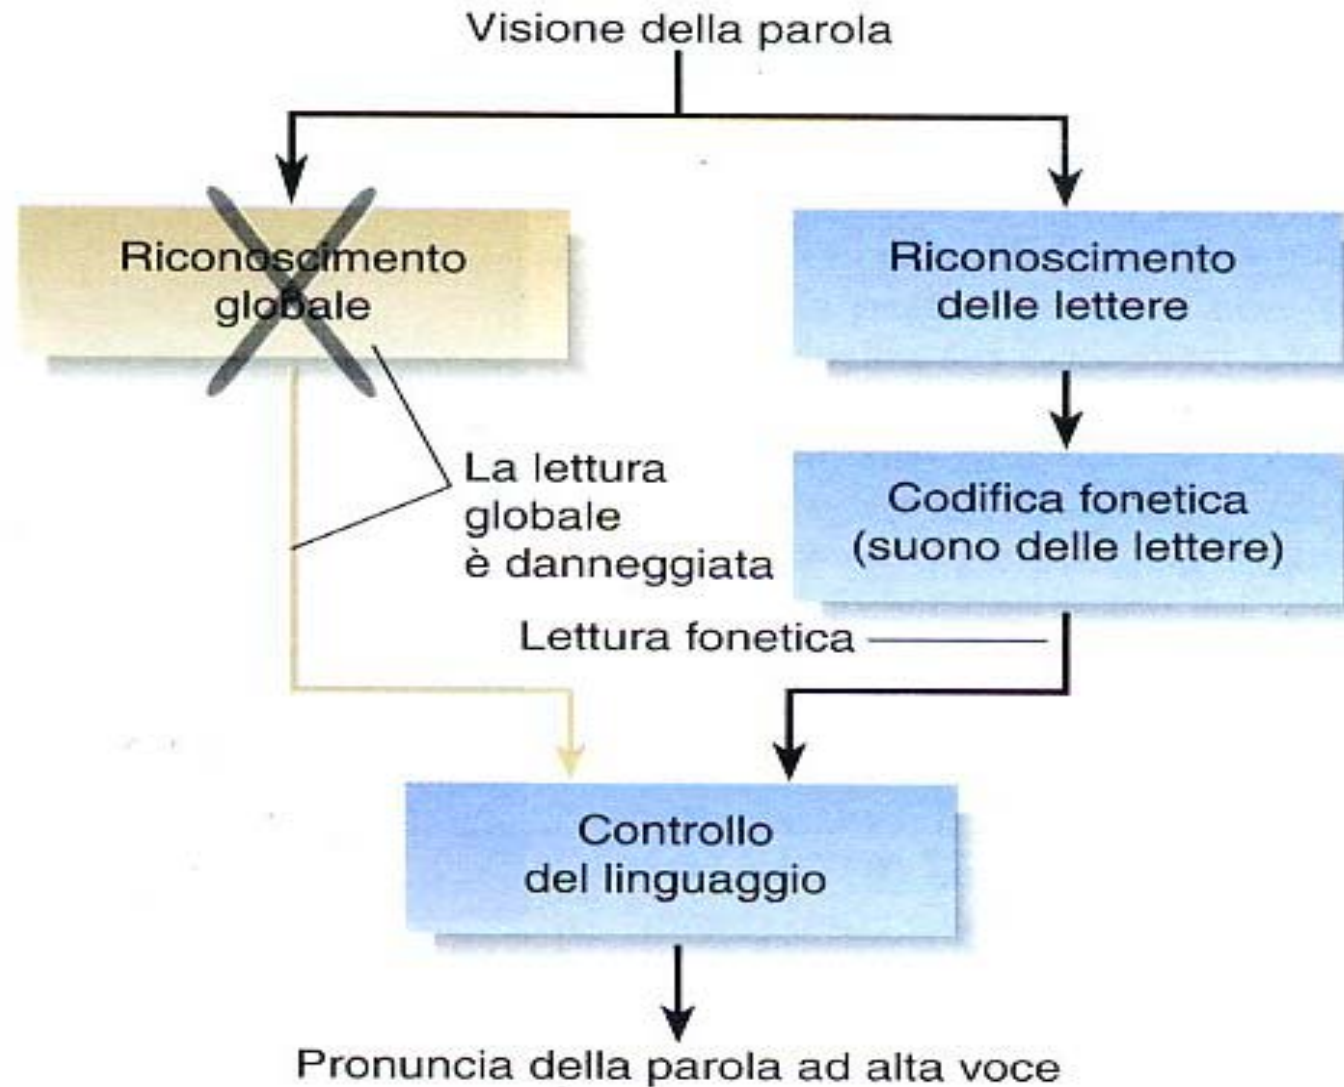 Visione della parola
Riconoscimento
globale
Riconoscimento
delle lettere
La lettura
globale
è danneggiata
Codifica fonetica
(suono delle lettere)
Lettura fonetica
Controllo
del linguaggio
Pronuncia della parola ad alta voce